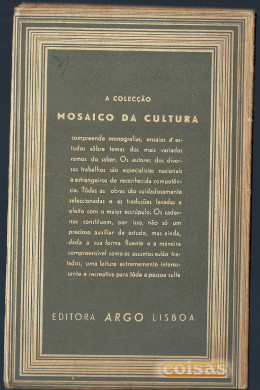 A COLECÇÃO
MOSAICO DA CULTURA
compreende monografias, ensaios e es-
tudos sôbre temas dos mais variados
ramos do saber. Os autores dos diver-
sos trabalhos são especialistas nacionais
e estrangeiros de reconhecida competên-
cia. Tôdas as obras são cuidadosamente
seleccionadas e as traduções levadas a
efeito com o maior escrúpulo. Os cader-
nos constituem, por isso, não só um
precioso auxiliar de estudo, mas ainda,
dada a sua forma fluente e a maneira
compreensível como os assuntos estão tra-
tados, uma leitura extremamente interes-
sante e recreativa para tôda a pessoa culta
EDITORA ARGO LISBOA
coisas